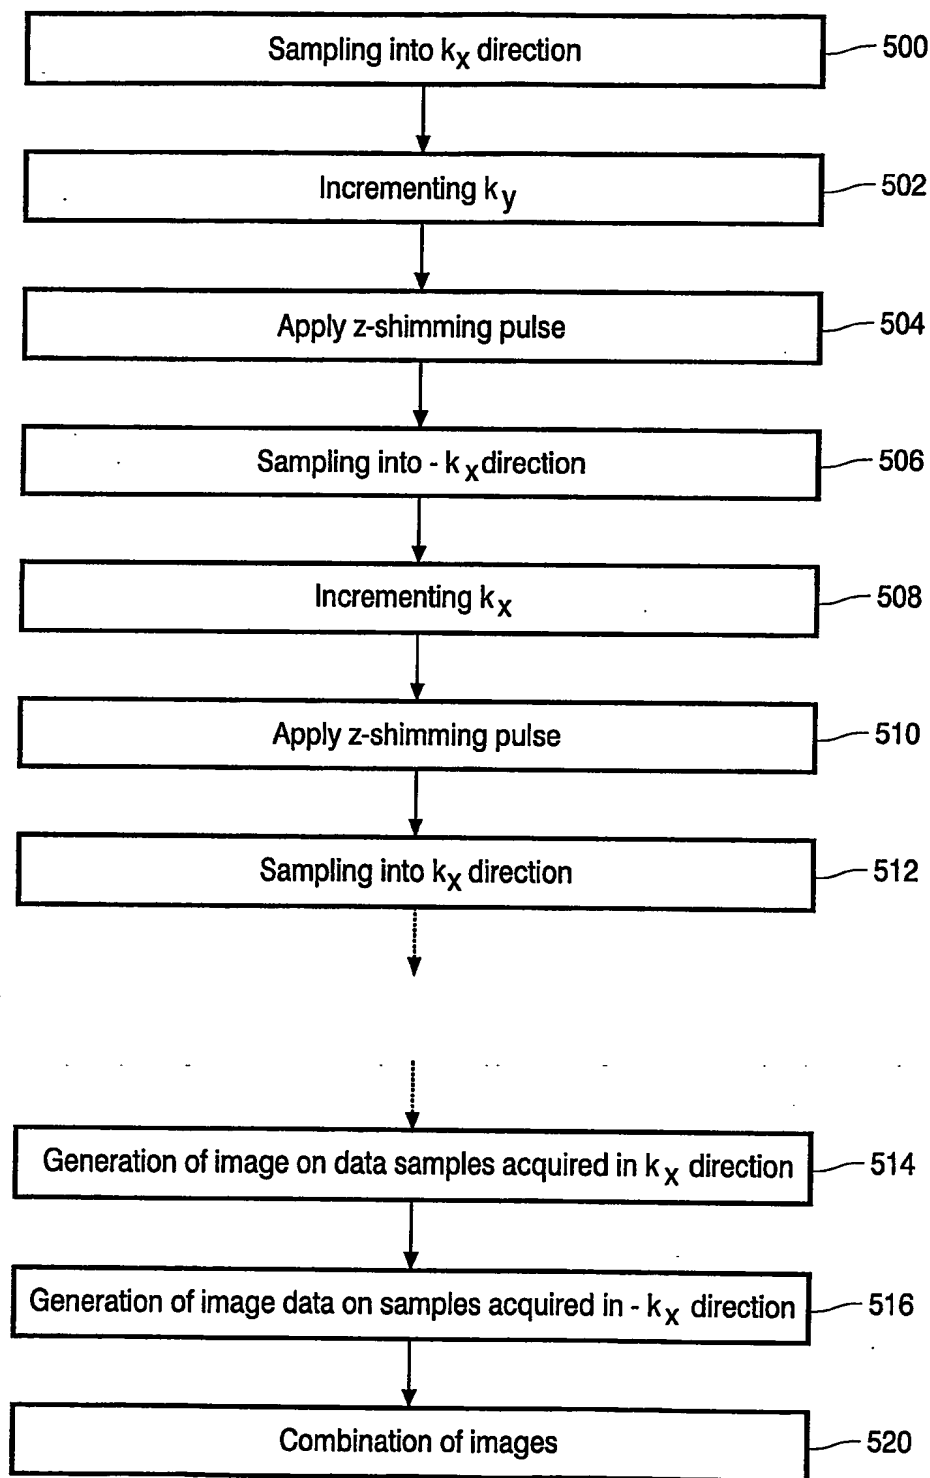 Sampling into kx direction 500
Incrementing ky 502
Apply z-shimming pulse 504
Sampling into - kx direction 506
Incrementing kx 508
Apply z-shimming pulse 510
Sampling into kx direction 512
Generation of image on data samples acquired in kx direction 514
Generation of image data on samples acquired in - kx direction 516
Combination of images 520